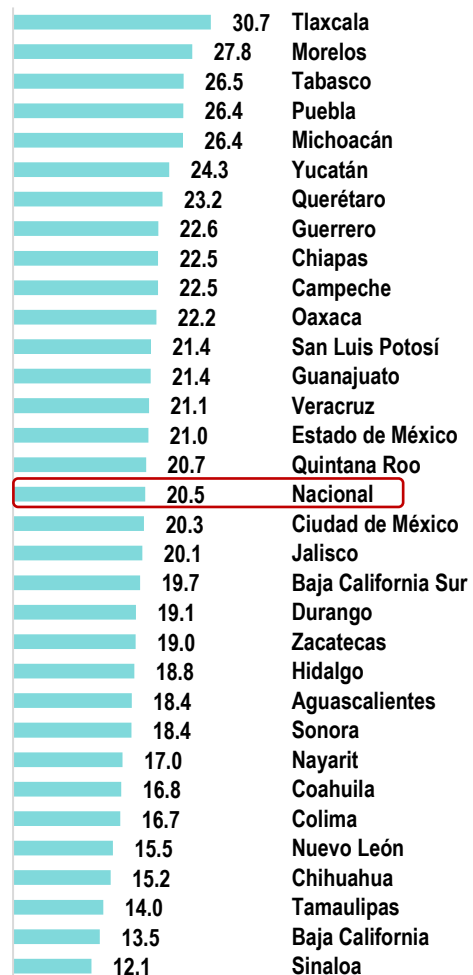 30.7 Tlaxcala
27.8 Morelos
26.5 Tabasco
26.4 Puebla
26.4 Michoacán
24.3 Yucatán
23.2 Querétaro
22.6 Guerrero
22.5 Chiapas
22.5 Campeche
22.2 Oaxaca
21.4 San Luis Potosí
21.4 Guanajuato
21.1 Veracruz
21.0 Estado de México
20.7 Quintana Roo
20.5 Nacional
20.3 Ciudad de México
20.1 Jalisco
19.7 Baja California Sur
19.1 Durango
19.0 Zacatecas
18.8 Hidalgo
18.4 Aguascalientes
18.4 Sonora
17.0 Nayarit
16.8 Coahuila
16.7 Colima
15.5 Nuevo León
15.2 Chihuahua
14.0 Tamaulipas
13.5 Baja California
12.1 Sinaloa